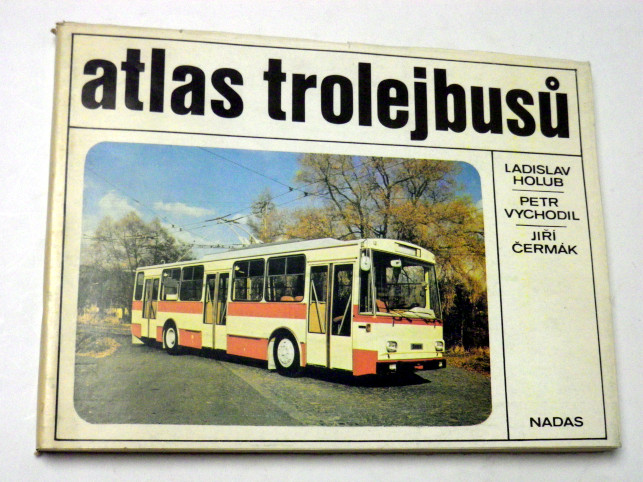 atlas trolejbusů
LADISLAV
HOLUB
PETR
VYCHODIL
JIŘÍ
ČERMÁK
NADAS